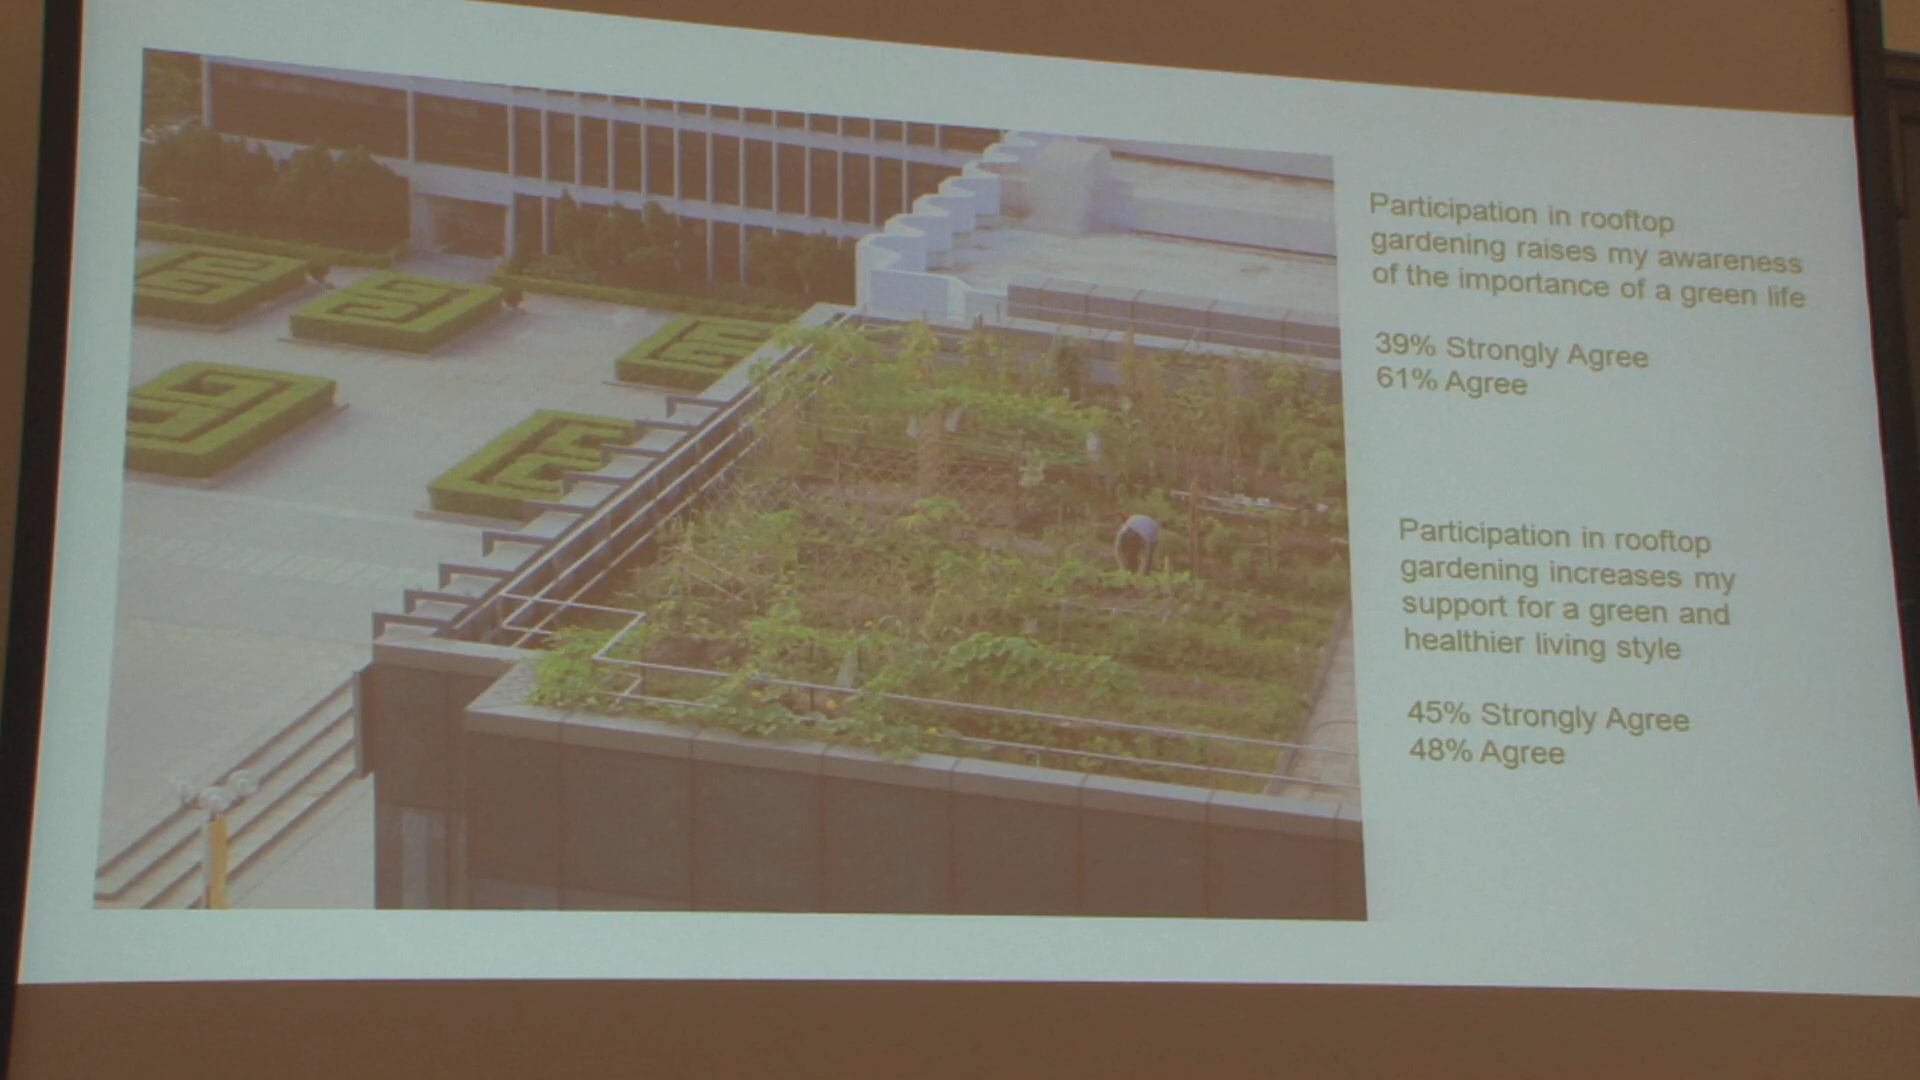 Participation in rooftop
gardening raises my awareness
of the importance of a green life
39% Strongly Agree
61% Agree
Participation in rooftop
gardening increases my
support for a green and
healthier living style
45% Strongly Agree
48% Agree